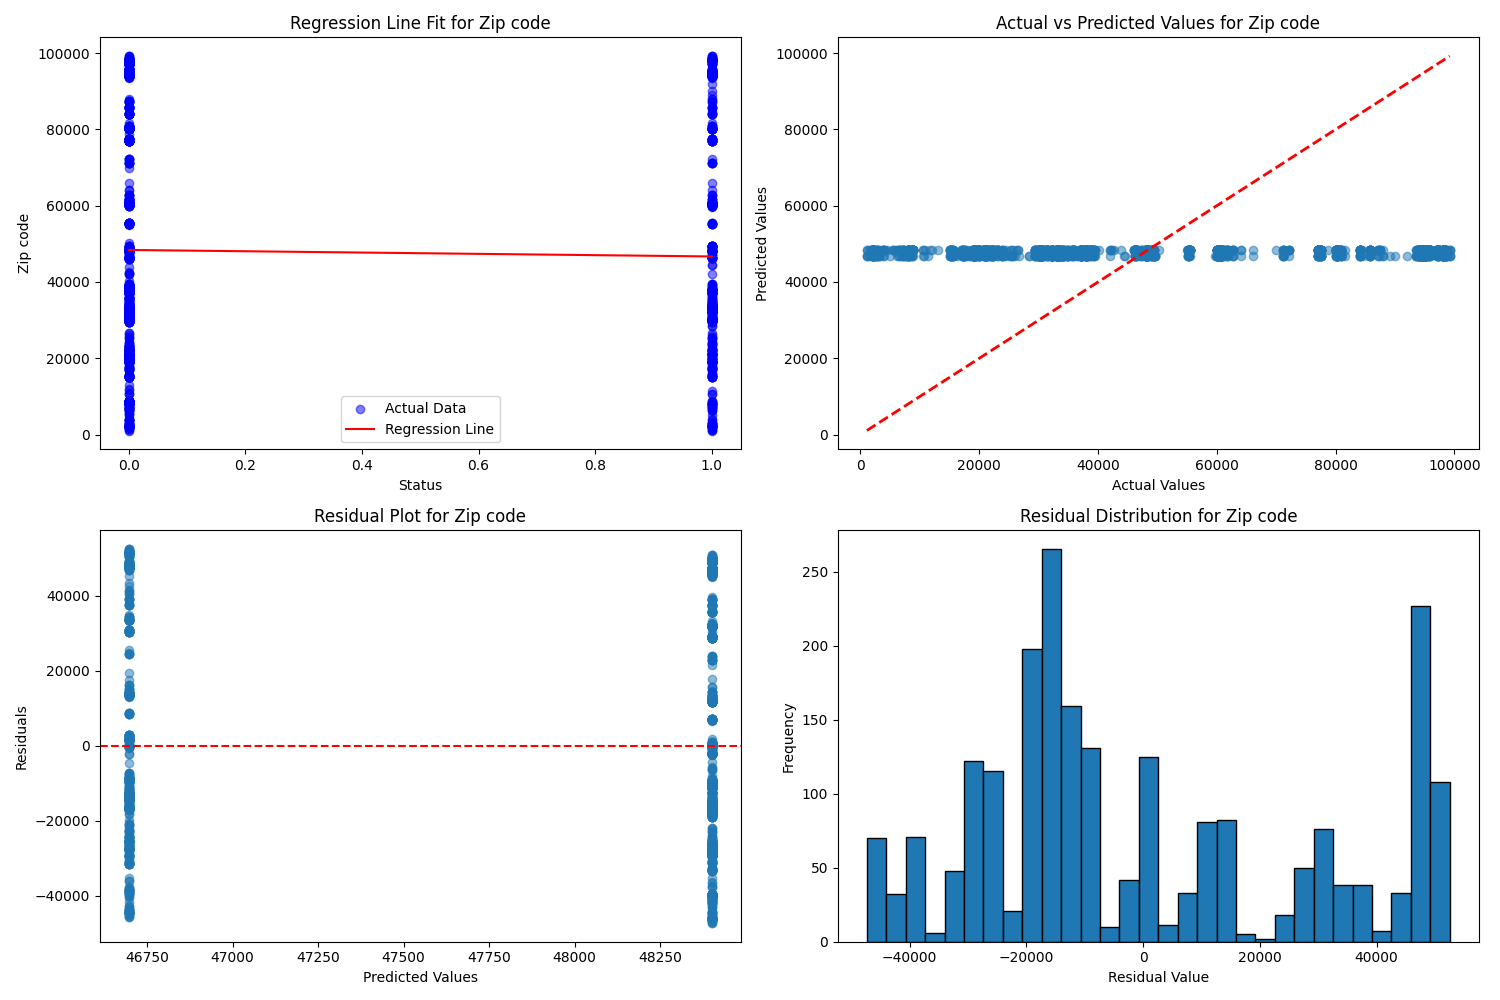 Regression Line Fit for Zip code
100000
80000
60000
40000
20000
0
Zip code
Actual Data
Regression Line
0.0 0.2 0.4 0.6 0.8 1.0
Status
Actual vs Predicted Values for Zip code
100000
80000
60000
40000
20000
0
Predicted Values
0 20000 40000 60000 80000 100000
Actual Values
Residual Plot for Zip code
40000
20000
0
−20000
−40000
Residuals
46750 47000 47250 47500 47750 48000 48250
Predicted Values
Residual Distribution for Zip code
250
200
150
100
50
0
Frequency
−40000 −20000 0 20000 40000
Residual Value